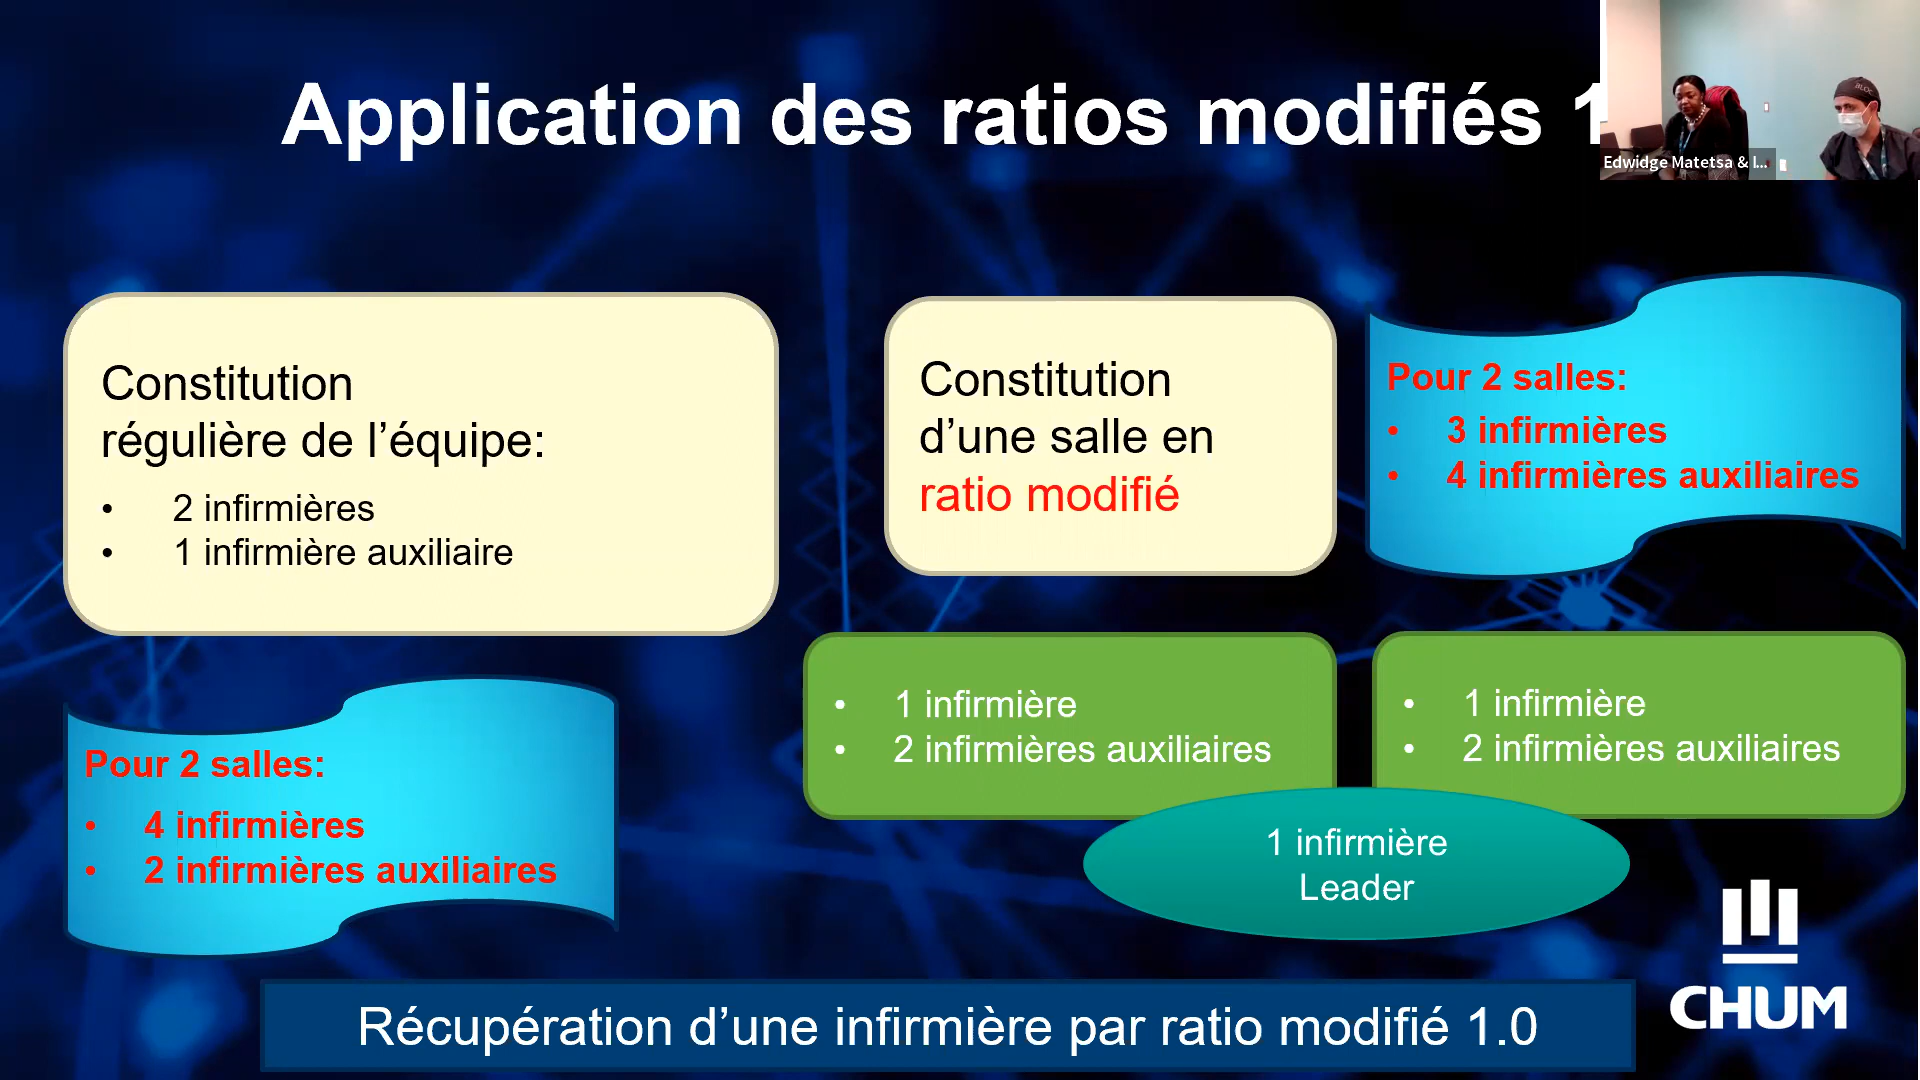 Application des ratios modifiés 1
Edwidge Matetsa & I...
BLOC
Constitution
régulière de l’équipe:
• 2 infirmières
• 1 infirmière auxiliaire
Pour 2 salles:
• 4 infirmières
• 2 infirmières auxiliaires
Constitution
d’une salle en
ratio modifié
Pour 2 salles:
• 3 infirmières
• 4 infirmières auxiliaires
• 1 infirmière
• 2 infirmières auxiliaires
• 1 infirmière
• 2 infirmières auxiliaires
1 infirmière
Leader
Récupération d’une infirmière par ratio modifié 1.0
CHUM